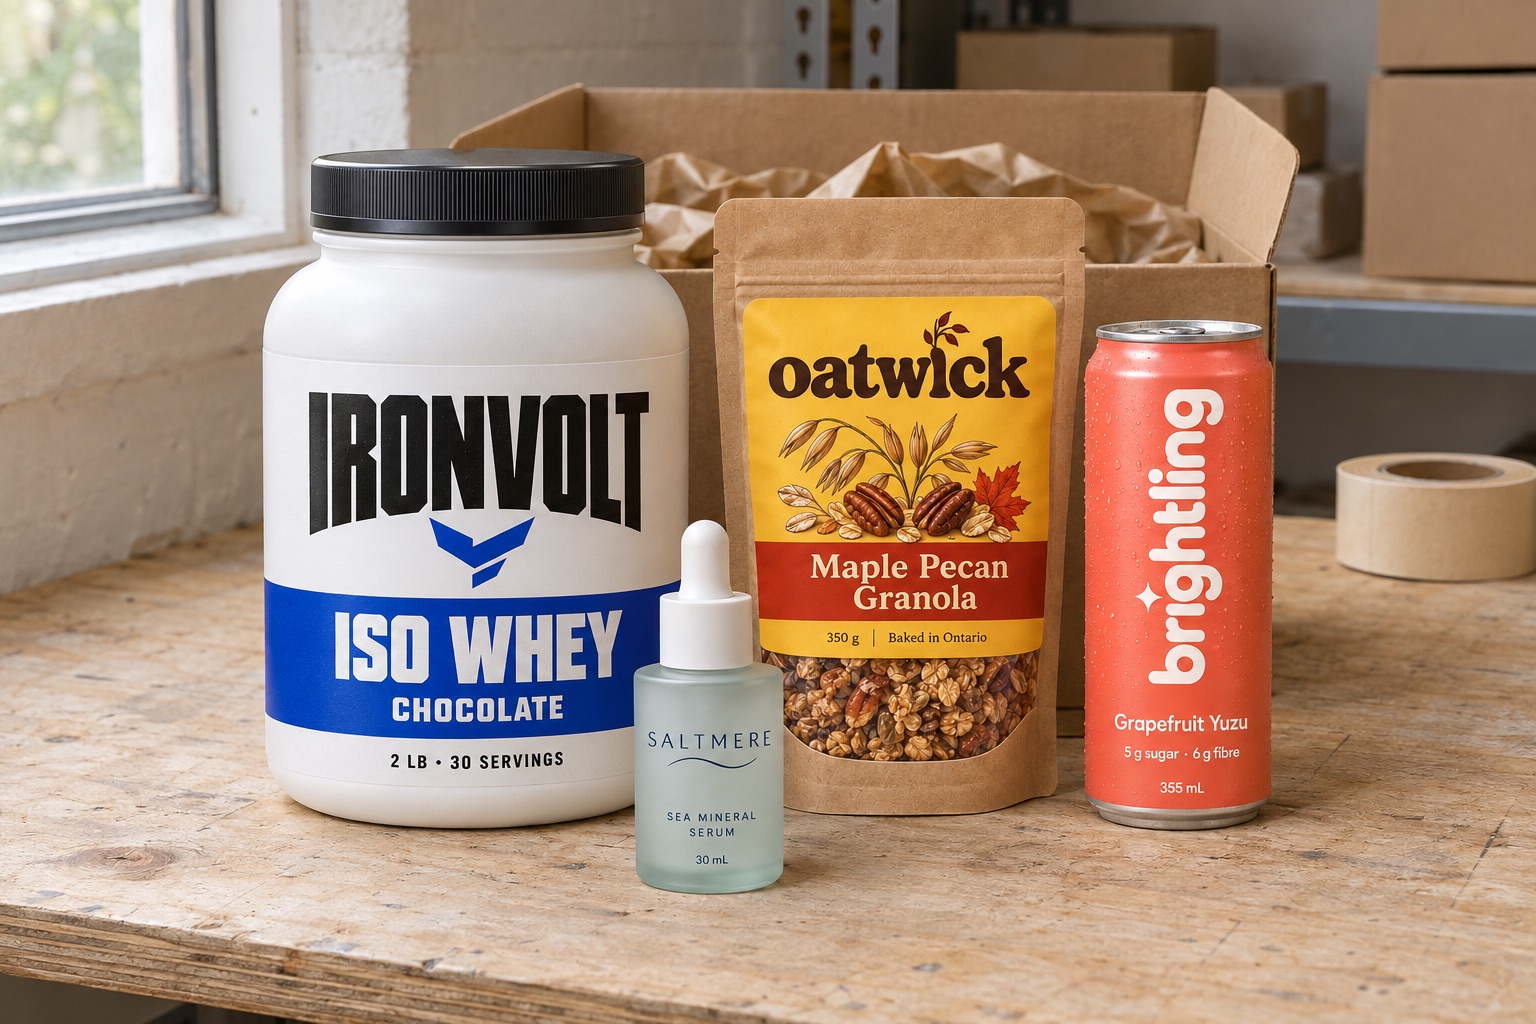 IRONVOLT
ISO WHEY
CHOCOLATE
2 LB • 30 SERVINGS
SALTMERE
SEA MINERAL
SERUM
30 mL
oatwick
Maple Pecan
Granola
350 g | Baked in Ontario
brightling
Grapefruit Yuzu
5 g sugar · 6 g fibre
355 mL